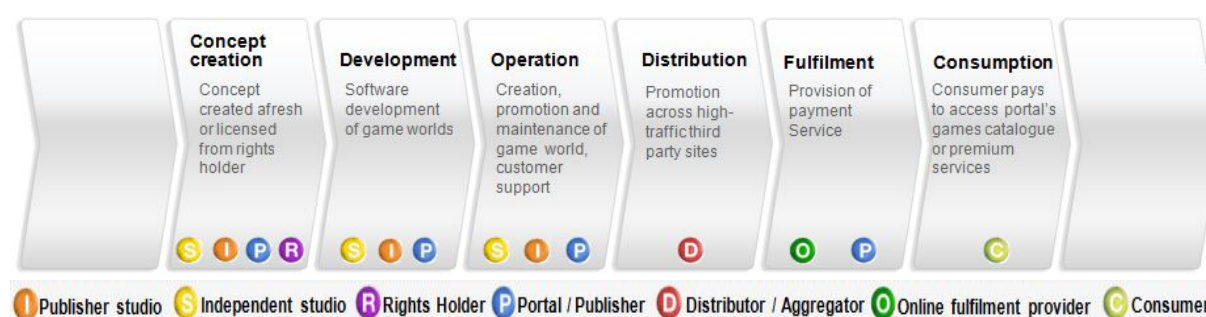 Concept
creation
Concept
created afresh
or licensed
from rights
holder
S I P R
Development
Software
development
of game worlds
S I P
Operation
Creation,
promotion and
maintenance of
game world,
customer
support
S I P
Distribution
Promotion
across high-
traffic third
party sites
D
Fulfilment
Provision of
payment
Service
O P
Consumption
Consumer pays
to access portal's
games catalogue
or premium
services
C
I Publisher studio S Independent studio R Rights Holder P Portal / Publisher D Distributor / Aggregator O Online fulfilment provider C Consumer